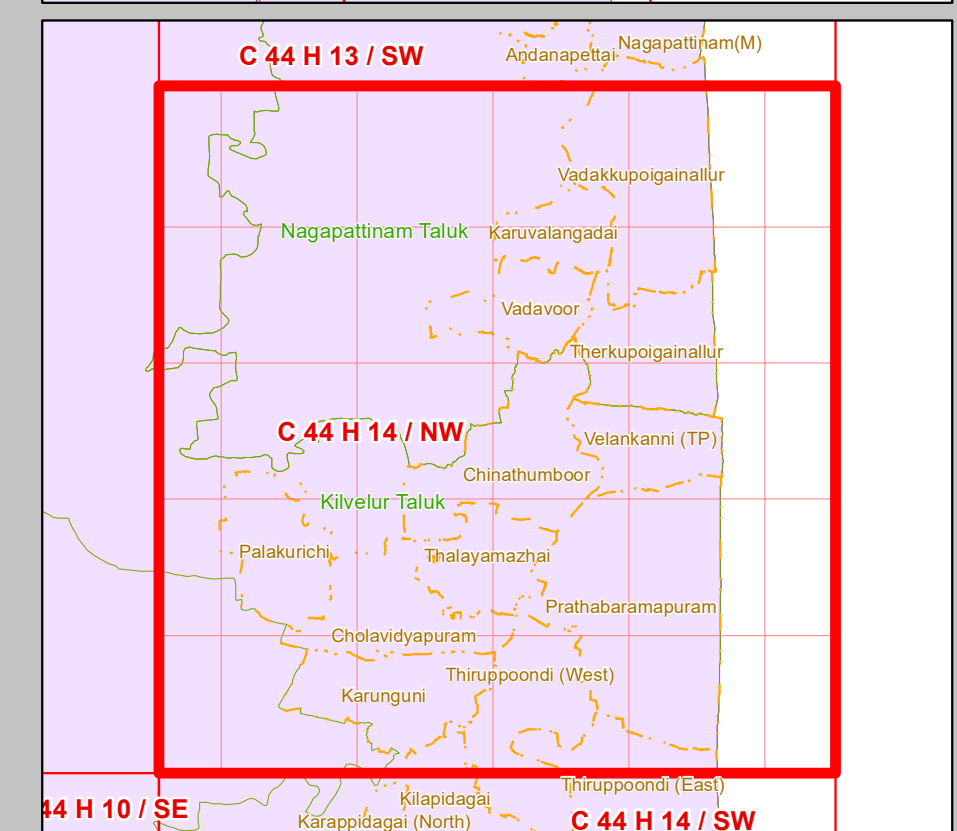 Nagapattinam(M)
C 44 H 13 / SW
Andanapettai
Vadakkupoigainallur
Nagapattinam Taluk
Karuvalangadai
Vadavoor
Therkupoigainallur
C 44 H 14 / NW
Velankanni (TP)
Chinathumboor
Kilvelur Taluk
Palakurichi
Thalayamazhai
Prathabaramapuram
Cholavidyapuram
Thiruppoondi (West)
Karunguni
Thiruppoondi (East)
Kilapidagai
44 H 10 / SE
Karappidagai (North)
C 44 H 14 / SW